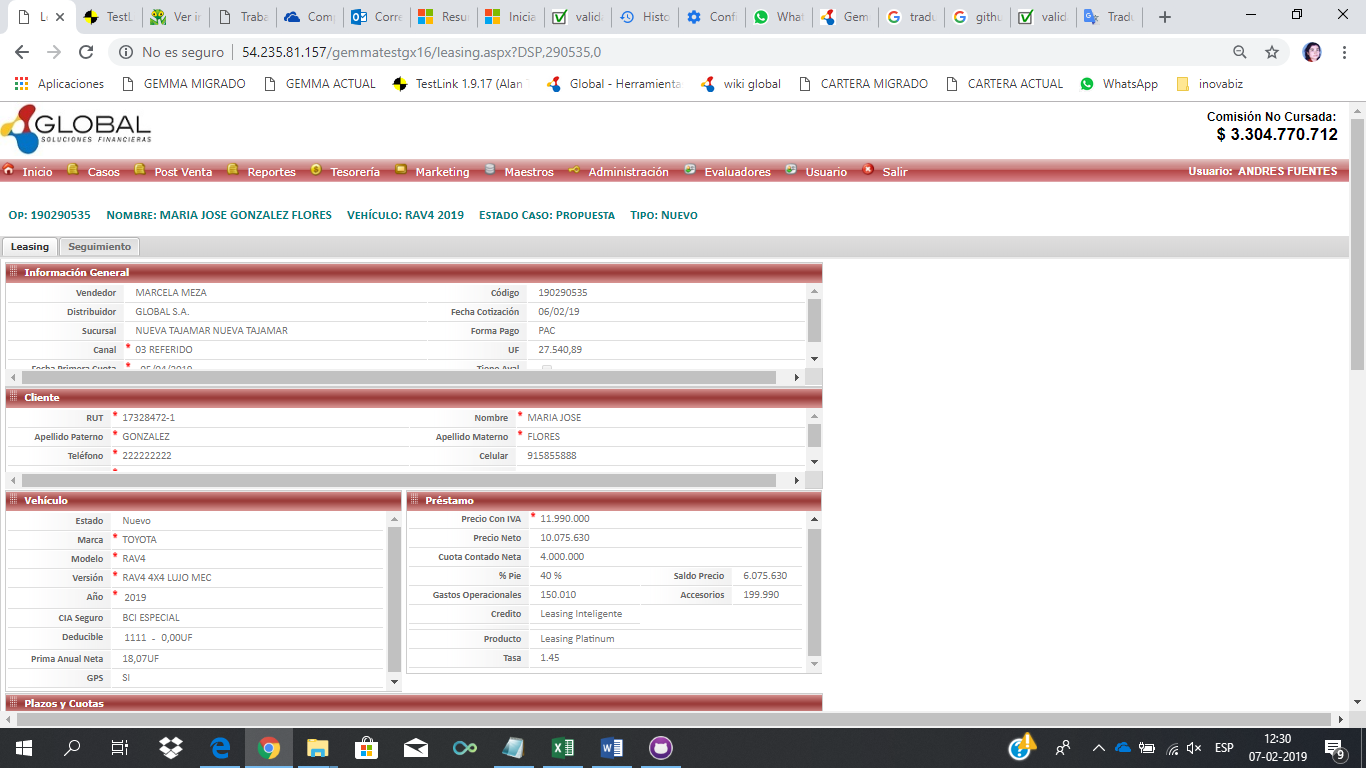 Le
TestL
Ver ir
Traba
Com
Corre
Resu
Inicia
valid
Histo
Confi
What
Gem
tradu
githu
valid
Tradu
No es seguro | 54.235.81.157/gemmatestgx16/leasing.aspx?DSP,290535,0
Aplicaciones GEMMA MIGRADO GEMMA ACTUAL TestLink 1.9.17 (Alan Global - Herramienta wiki global CARTERA MIGRADO CARTERA ACTUAL WhatsApp inovabiz
GLOBAL
SOLUCIONES FINANCIERAS
Comisión No Cursada:
$ 3.304.770.712
Inicio Casos Post Venta Reportes Tesorería Marketing Maestros Administración Evaluadores Usuario Salir Usuario: ANDRES FUENTES
OP: 190290535 NOMBRE: MARIA JOSE GONZALEZ FLORES VEHÍCULO: RAV4 2019 ESTADO CASO: PROPUESTA TIPO: NUEVO
Leasing Seguimiento
Información General
Vendedor MARCELA MEZA Código 190290535
Distribuidor GLOBAL S.A. Fecha Cotización 06/02/19
Sucursal NUEVA TAJAMAR NUEVA TAJAMAR Forma Pago PAC
Canal * 03 REFERIDO UF 27.540,89
Fecha Primera Cuota * 05/04/2019 Tiene Aval
Cliente
RUT * 17328472-1 Nombre * MARIA JOSE
Apellido Paterno * GONZALEZ Apellido Materno * FLORES
Teléfono * 222222222 Celular 915855888
Vehículo
Estado Nuevo
Marca * TOYOTA
Modelo * RAV4
Versión * RAV4 4X4 LUJO MEC
Año * 2019
CIA Seguro BCI ESPECIAL
Deducible 1111 - 0,00UF
Prima Anual Neta 18,07UF
GPS SI
Préstamo
Precio Con IVA * 11.990.000
Precio Neto 10.075.630
Cuota Contado Neta 4.000.000
% Pie 40 % Saldo Precio 6.075.630
Gastos Operacionales 150.010 Accesorios 199.990
Credito Leasing Inteligente
Producto Leasing Platinum
Tasa 1.45
Plazos y Cuotas
ESP
12:30
07-02-2019
9